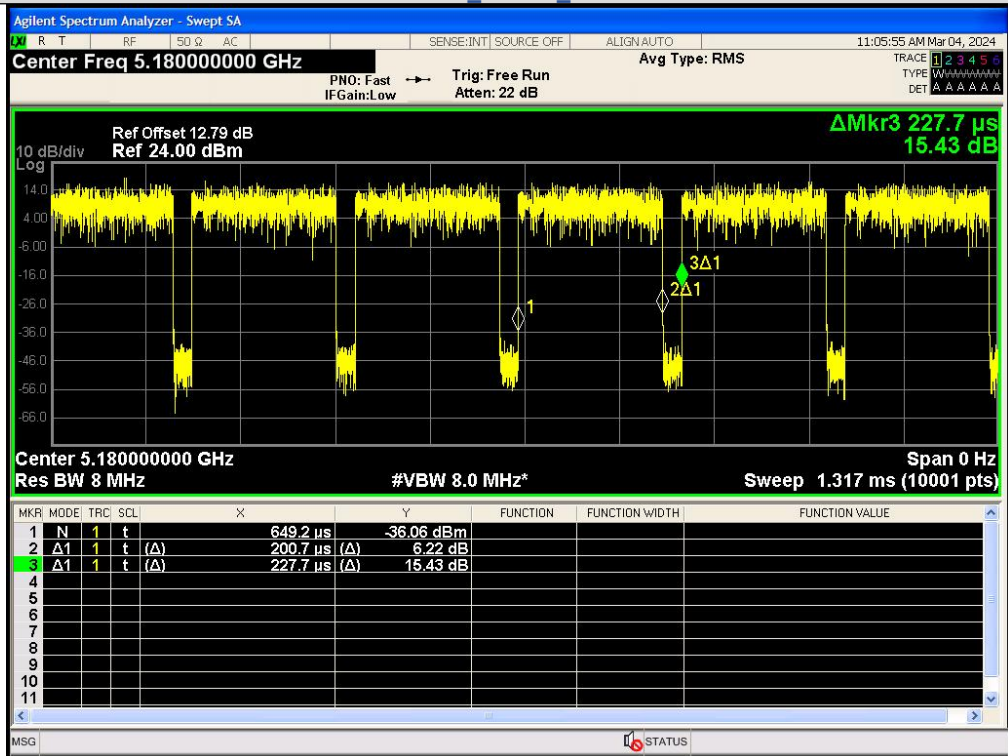 Agilent Spectrum Analyzer - Swept SA
LXI R T RF 50 Ω AC SENSE:INT SOURCE OFF ALIGN AUTO 11:05:55 AM Mar 04, 2024
Center Freq 5.180000000 GHz Avg Type: RMS TRACE 1 2 3 4 5 6
PNO: Fast Trig: Free Run TYPE W
IFGain:Low Atten: 22 dB DET A A A A A A
ΔMkr3 227.7 µs
Ref Offset 12.79 dB
10 dB/div Ref 24.00 dBm 15.43 dB
Log
14.0
4.00
-6.00
3Δ1
-16.0
2Δ1
-26.0
1
-36.0
-46.0
-56.0
-66.0
Center 5.180000000 GHz Span 0 Hz
Res BW 8 MHz #VBW 8.0 MHz* Sweep 1.317 ms (10001 pts)
MKR MODE TRC SCL X Y FUNCTION FUNCTION WIDTH FUNCTION VALUE
1 N 1 t 649.2 µs -36.06 dBm
2 Δ1 1 t (Δ) 200.7 µs (Δ) 6.22 dB
3 Δ1 1 t (Δ) 227.7 µs (Δ) 15.43 dB
4
5
6
7
8
9
10
11
MSG STATUS